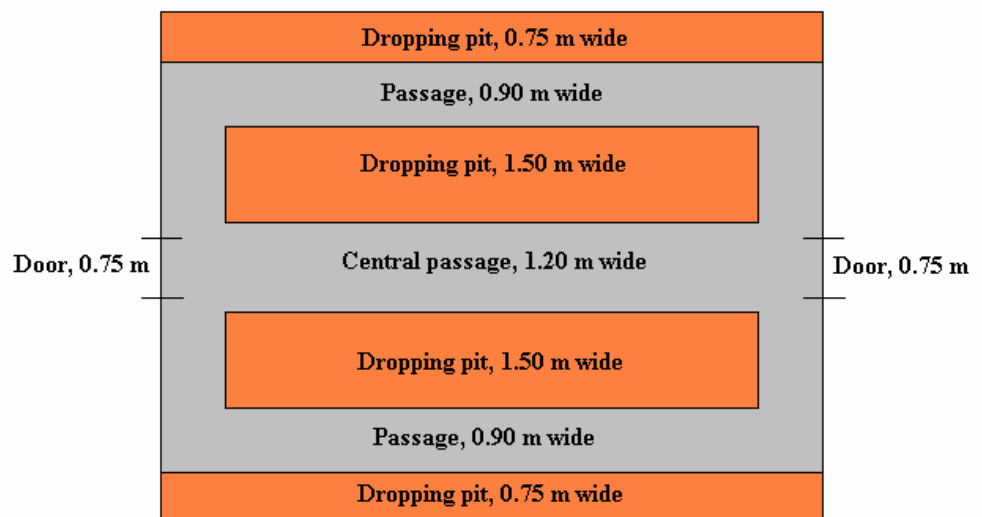 Dropping pit, 0.75 m wide
Passage, 0.90 m wide
Dropping pit, 1.50 m wide
Door, 0.75 m
Central passage, 1.20 m wide
Door, 0.75 m
Dropping pit, 1.50 m wide
Passage, 0.90 m wide
Dropping pit, 0.75 m wide